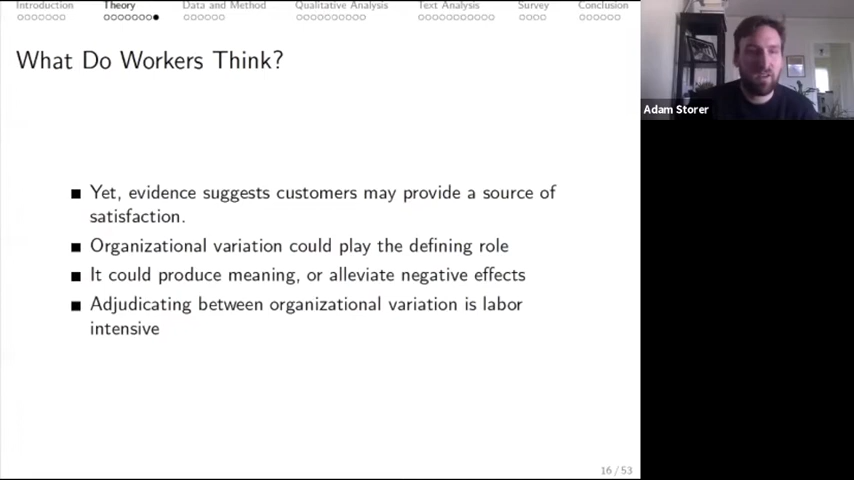 Introduction Theory Data and Method Qualitative Analysis Text Analysis Survey Conclusion
What Do Workers Think?
Yet, evidence suggests customers may provide a source of
satisfaction.
Organizational variation could play the defining role
It could produce meaning, or alleviate negative effects
Adjudicating between organizational variation is labor
intensive
16 / 53
Adam Storer